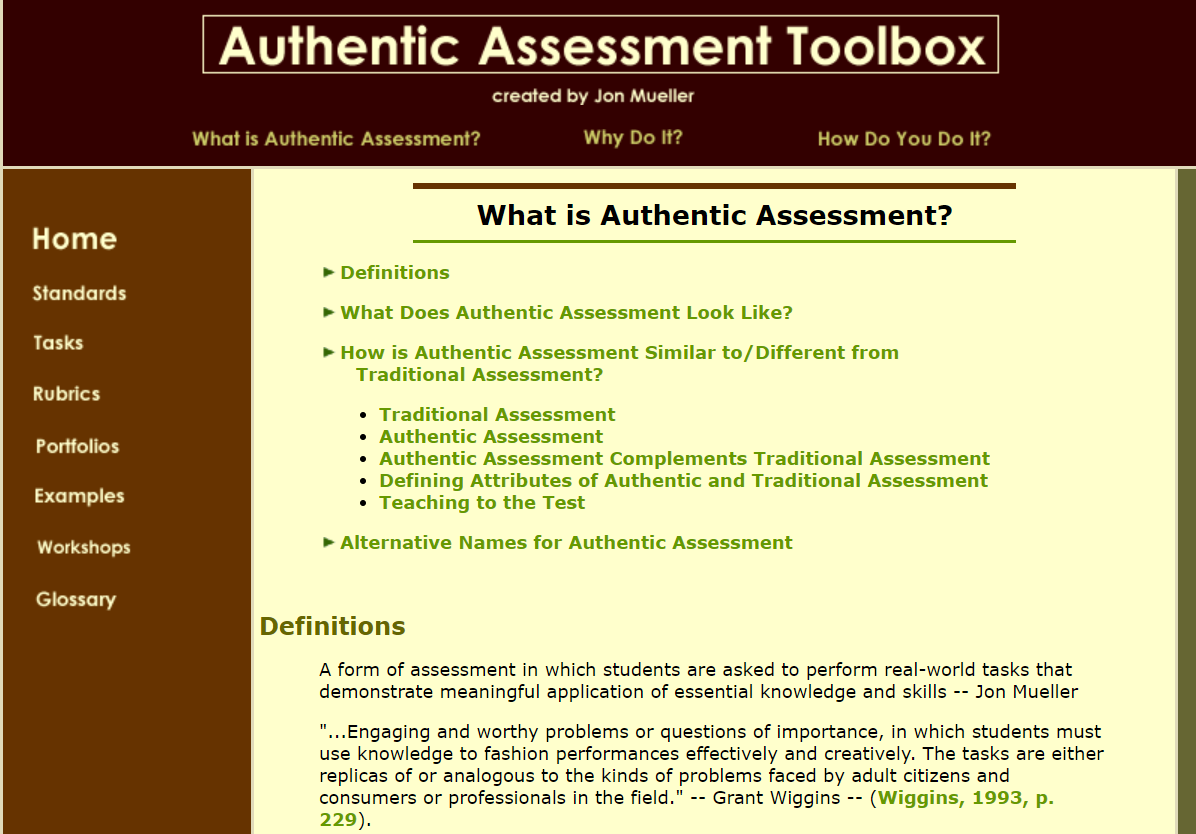 Authentic Assessment Toolbox
created by Jon Mueller
What is Authentic Assessment? Why Do It? How Do You Do It?
Home
Standards
Tasks
Rubrics
Portfolios
Examples
Workshops
Glossary
What is Authentic Assessment?
Definitions
What Does Authentic Assessment Look Like?
How is Authentic Assessment Similar to/Different from
Traditional Assessment?
Traditional Assessment
Authentic Assessment
Authentic Assessment Complements Traditional Assessment
Defining Attributes of Authentic and Traditional Assessment
Teaching to the Test
Alternative Names for Authentic Assessment
Definitions
A form of assessment in which students are asked to perform real-world tasks that
demonstrate meaningful application of essential knowledge and skills -- Jon Mueller
"...Engaging and worthy problems or questions of importance, in which students must
use knowledge to fashion performances effectively and creatively. The tasks are either
replicas of or analogous to the kinds of problems faced by adult citizens and
consumers or professionals in the field." -- Grant Wiggins -- (Wiggins, 1993, p.
229).